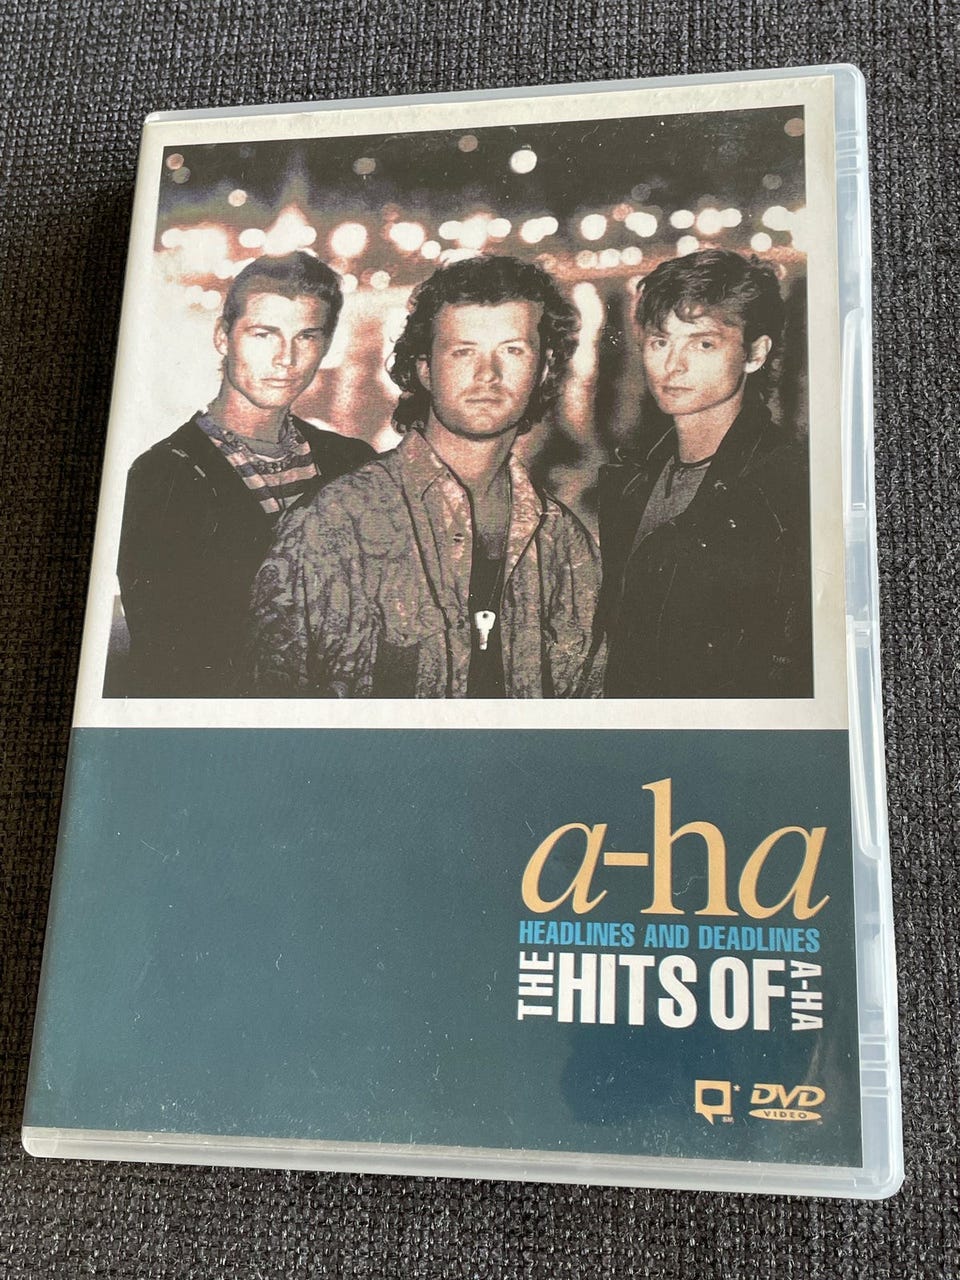 a-ha
HEADLINES AND DEADLINES
THE HITS OF A-HA
DVD
VIDEO